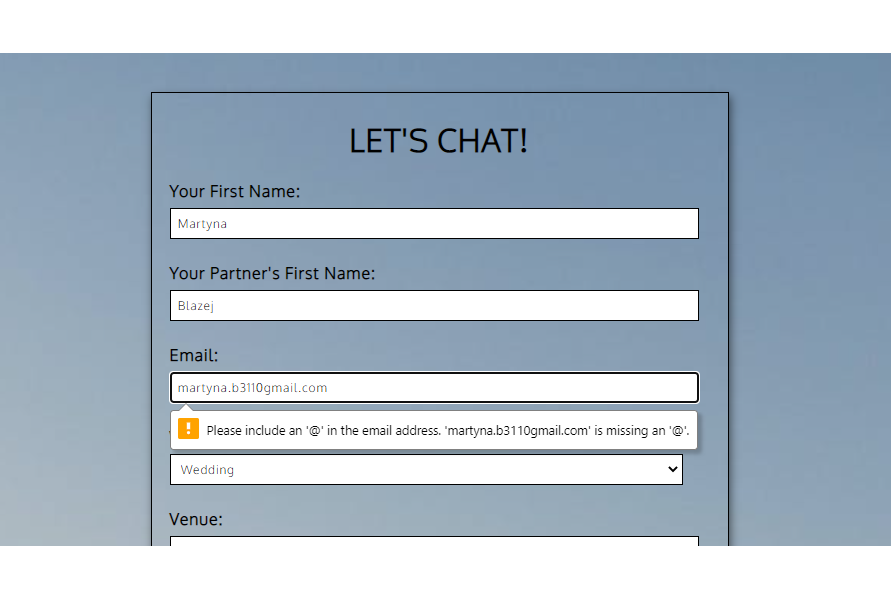 LET'S CHAT!
Your First Name:
Martyna
Your Partner's First Name:
Blazej
Email:
martyna.b3110gmail.com
Please include an '@' in the email address. 'martyna.b3110gmail.com' is missing an '@'.
Wedding
Venue: